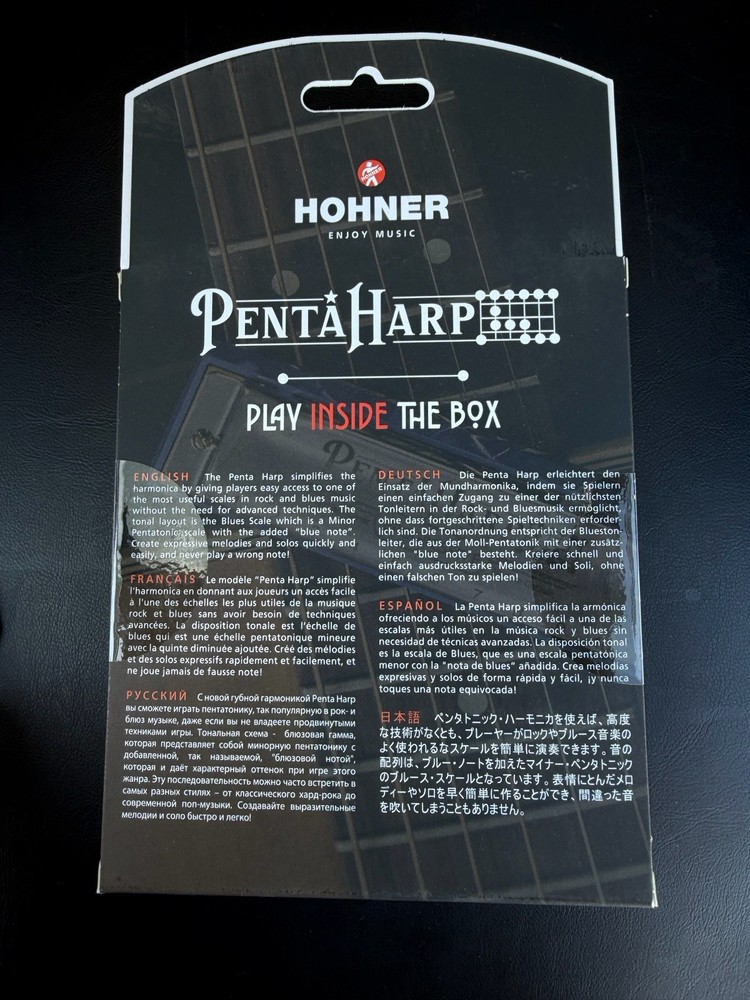 HOHNER
ENJOY MUSIC
PENTAHARP
PLAY INSIDE THE BOX
ENGLISH The Penta Harp simplifies the
harmonica by giving players easy access to one of
the most useful scales in rock and blues music
without the need for advanced techniques. The
tonal layout is the Blues Scale which is a Minor
Pentatonic scale with the added "blue note".
Create expressive melodies and solos quickly and
easily, and never play a wrong note!
FRANÇAIS Le modèle "Penta Harp" simplifie
l'harmonica en donnant aux joueurs un accès facile
à l'une des échelles les plus utiles de la musique
rock et blues sans avoir besoin de techniques
avancées. La disposition tonale est l'échelle de
blues qui est une échelle pentatonique mineure
avec la quinte diminuée ajoutée. Créé des mélodies
et des solos expressifs rapidement et facilement, et
ne joue jamais de fausse note!
РУССКИЙ С новой губной гармоникой Penta Harp
вы сможете играть пентатонику, так популярную в рок- и
блюз музыке, даже если вы не владеете продвинутыми
техниками игры. Тональная схема - блюзовая гамма,
которая представляет собой минорную пентатонику с
добавленной, так называемой, "блюзовой нотой",
которая и даёт характерный оттенок при игре этого
жанра. Эту последовательность можно часто встретить в
самых разных стилях – от классического хард-рока до
современной поп-музыки. Создавайте выразительные
мелодии и соло быстро и легко!
DEUTSCH Die Penta Harp erleichtert den
Einsatz der Mundharmonika, indem sie Spielern
einen einfachen Zugang zu einer der nützlichsten
Tonleitern in der Rock- und Bluesmusik ermöglicht,
ohne dass fortgeschrittene Spieltechniken erforder-
lich sind. Die Tonanordnung entspricht der Blueston-
leiter, die aus der Moll-Pentatonik mit einer zusätz-
lichen "blue note" besteht. Kreiere schnell und
einfach ausdrucksstarke Melodien und Soli, ohne
einen falschen Ton zu spielen!
ESPAÑOL La Penta Harp simplifica la armónica
ofreciendo a los músicos un acceso fácil a una de las
escalas más útiles en la música rock y blues sin
necesidad de técnicas avanzadas. La disposición tonal
es la escala de Blues, que es una escala pentatónica
menor con la "nota de blues" añadida. Crea melodías
expresivas y solos de forma rápida y fácil, ¡y nunca
toques una nota equivocada!
日本語 ペンタトニック・ハーモニカを使えば、高度
な技術がなくとも、プレーヤーがロックやブルース音楽の
よく使われるなスケールを簡単に演奏できます。音の
配列は、ブルー・ノートを加えたマイナー・ペンタトニック
のブルース・スケールとなっています。表情にとんだメロ
ディーやソロを早く簡単に作ることができ、間違った音
を吹いてしまうこともありません。